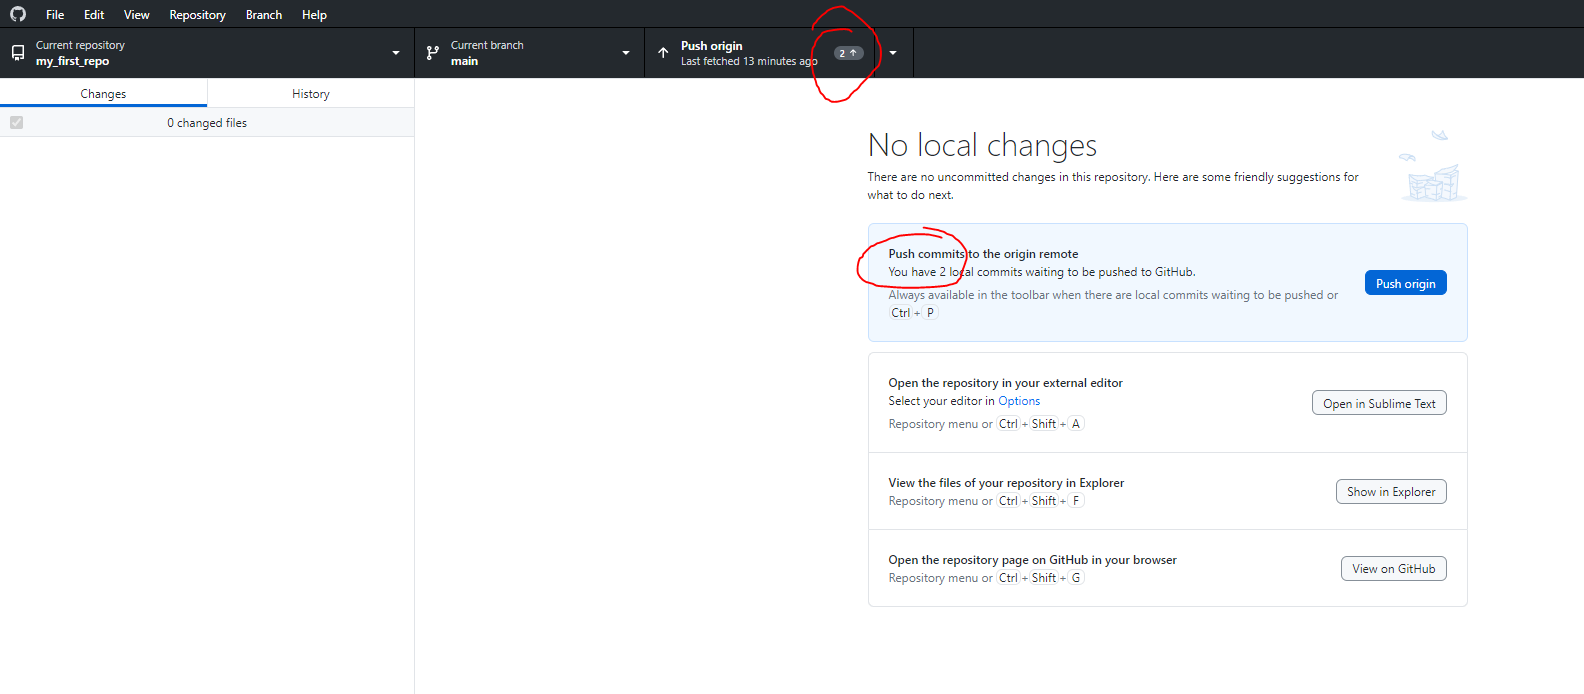 File Edit View Repository Branch Help
Current repository
my_first_repo
Current branch
main
Push origin
Last fetched 13 minutes ago
2
Changes
History
0 changed files
No local changes
There are no uncommitted changes in this repository. Here are some friendly suggestions for
what to do next.
Push commits to the origin remote
You have 2 local commits waiting to be pushed to GitHub.
Always available in the toolbar when there are local commits waiting to be pushed or
Ctrl + P
Push origin
Open the repository in your external editor
Select your editor in Options
Repository menu or Ctrl + Shift + A
Open in Sublime Text
View the files of your repository in Explorer
Repository menu or Ctrl + Shift + F
Show in Explorer
Open the repository page on GitHub in your browser
Repository menu or Ctrl + Shift + G
View on GitHub